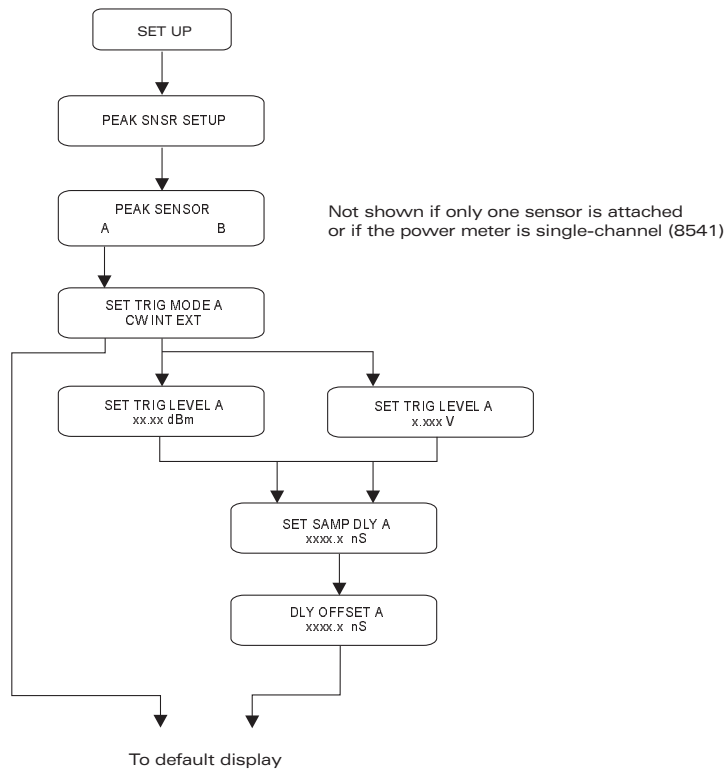 SET UP
PEAK SNSR SETUP
PEAK SENSOR
A B
Not shown if only one sensor is attached
or if the power meter is single-channel (8541)
SET TRIG MODE A
CW INT EXT
SET TRIG LEVEL A
xx.xx dBm
SET TRIG LEVEL A
x.xxx V
SET SAMP DLY A
xxxx.x nS
DLY OFFSET A
xxxx.x nS
To default display